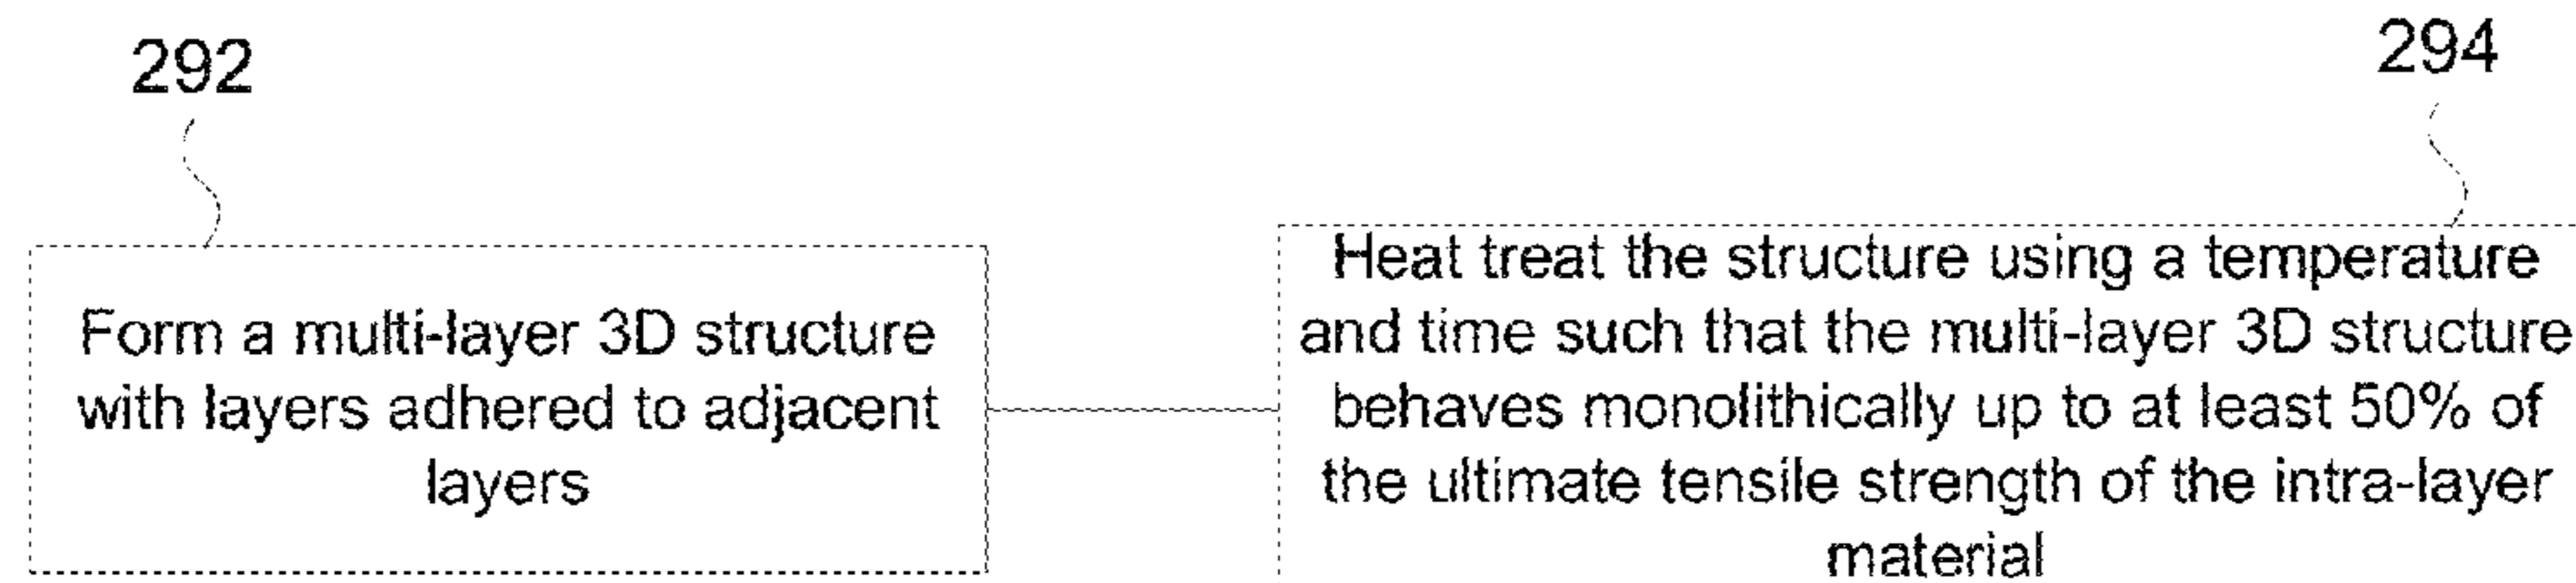 292
294
Form a multi-layer 3D structure
with layers adhered to adjacent
layers
Heat treat the structure using a temperature
and time such that the multi-layer 3D structure
behaves monolithically up to at least 50% of
the ultimate tensile strength of the intra-layer
material